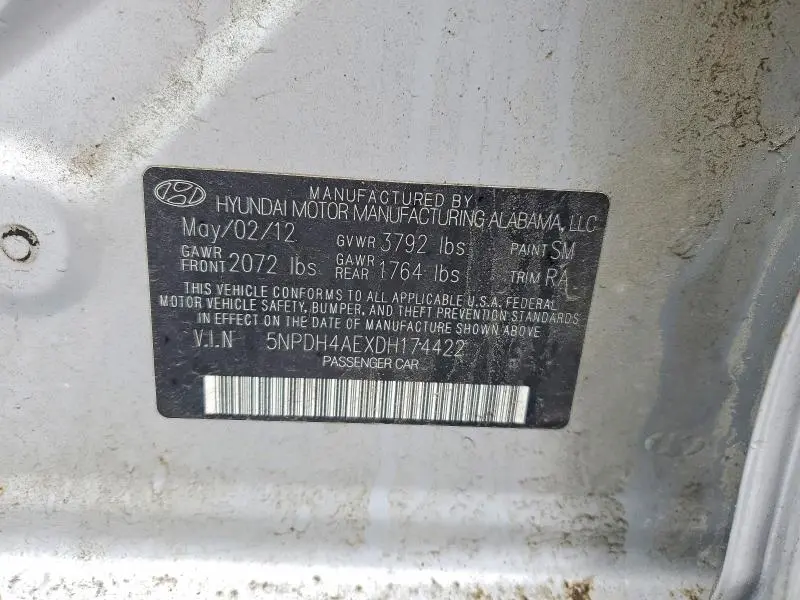 MANUFACTURED BY
HYUNDAI MOTOR MANUFACTURING ALABAMA, LLC
May/02/12 GVWR 3792 lbs PAINT SM
GAWR FRONT 2072 lbs GAWR REAR 1764 lbs TRIM RA
THIS VEHICLE CONFORMS TO ALL APPLICABLE U.S.A. FEDERAL
MOTOR VEHICLE SAFETY, BUMPER, AND THEFT PREVENTION STANDARDS
IN EFFECT ON THE DATE OF MANUFACTURE SHOWN ABOVE.
V.I.N 5NPDH4AEXDH174422
PASSENGER CAR